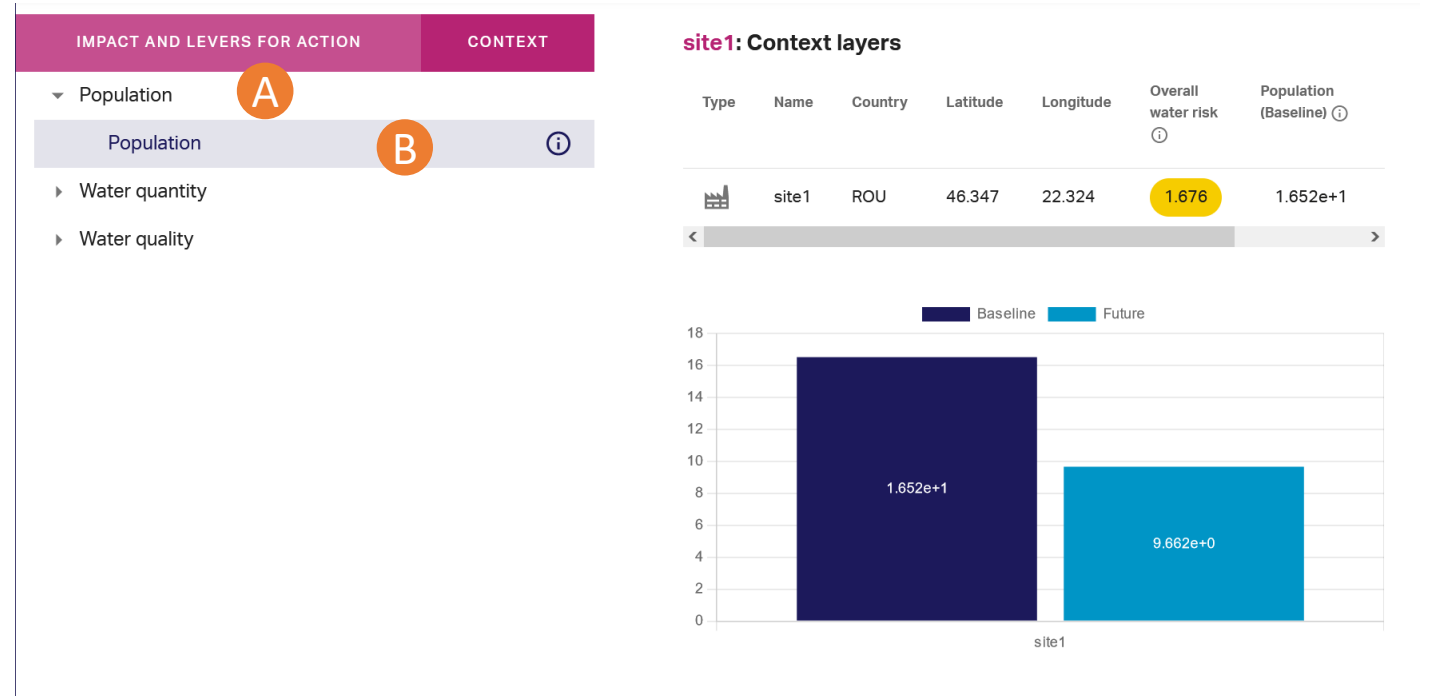 IMPACT AND LEVERS FOR ACTION CONTEXT
Population
A
Population
B
Water quantity
Water quality
site1: Context layers
Type Name Country Latitude Longitude Overall water risk Population (Baseline)
site1 ROU 46.347 22.324 1.676 1.652e+1
Baseline Future
18
16
14
12
10
8
6
4
2
0
1.652e+1
9.662e+0
site1